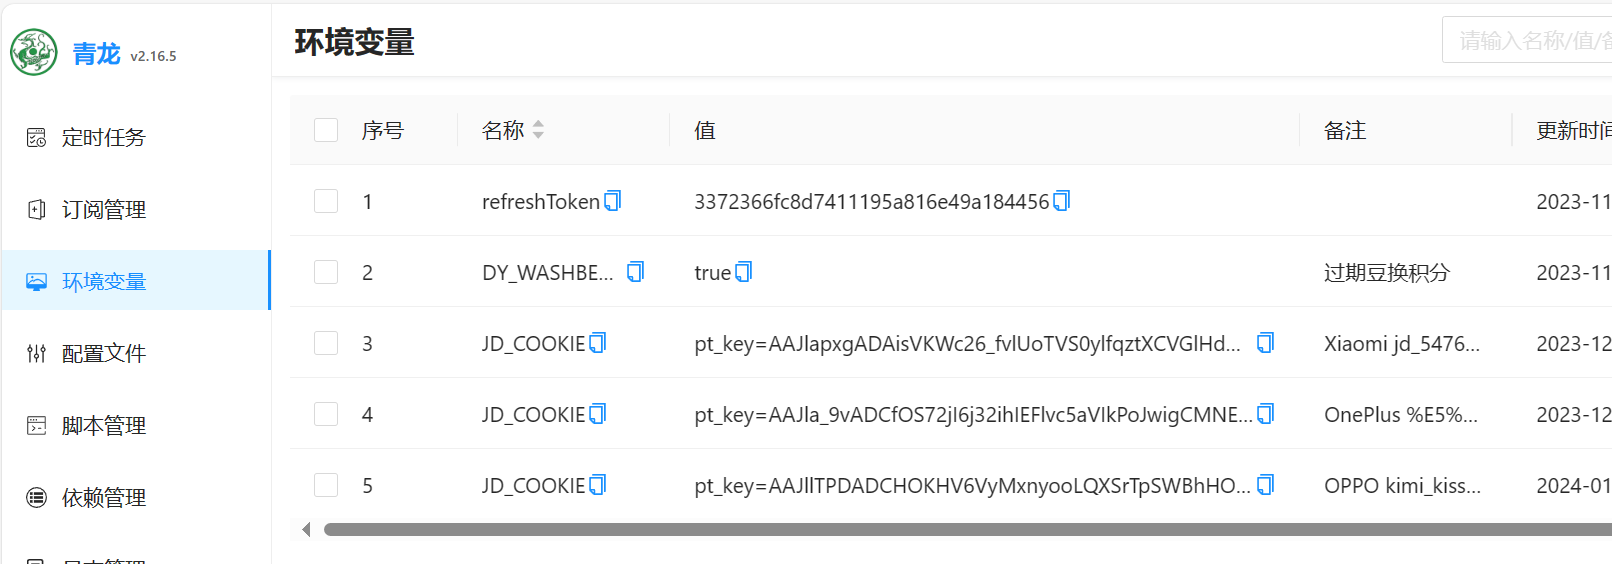 青龙 v2.16.5
环境变量
请输入名称/值/备
定时任务
订阅管理
环境变量
配置文件
脚本管理
依赖管理
序号 名称 值 备注 更新时间
1 refreshToken 3372366fc8d7411195a816e49a184456 2023-11
2 DY_WASHBE... true 过期豆换积分 2023-11
3 JD_COOKIE pt_key=AAJlapxgADAisVKWc26_fvlUoTVS0ylfqztXCVGlHd... Xiaomi jd_5476... 2023-12
4 JD_COOKIE pt_key=AAJla_9vADCfOS72jI6j32ihIEFlvc5aVIkPoJwigCMNE... OnePlus %E5%... 2023-12
5 JD_COOKIE pt_key=AAJllTPDADCHOKHV6VyMxnyooLQXSrTpSWBhHO... OPPO kimi_kiss... 2024-01